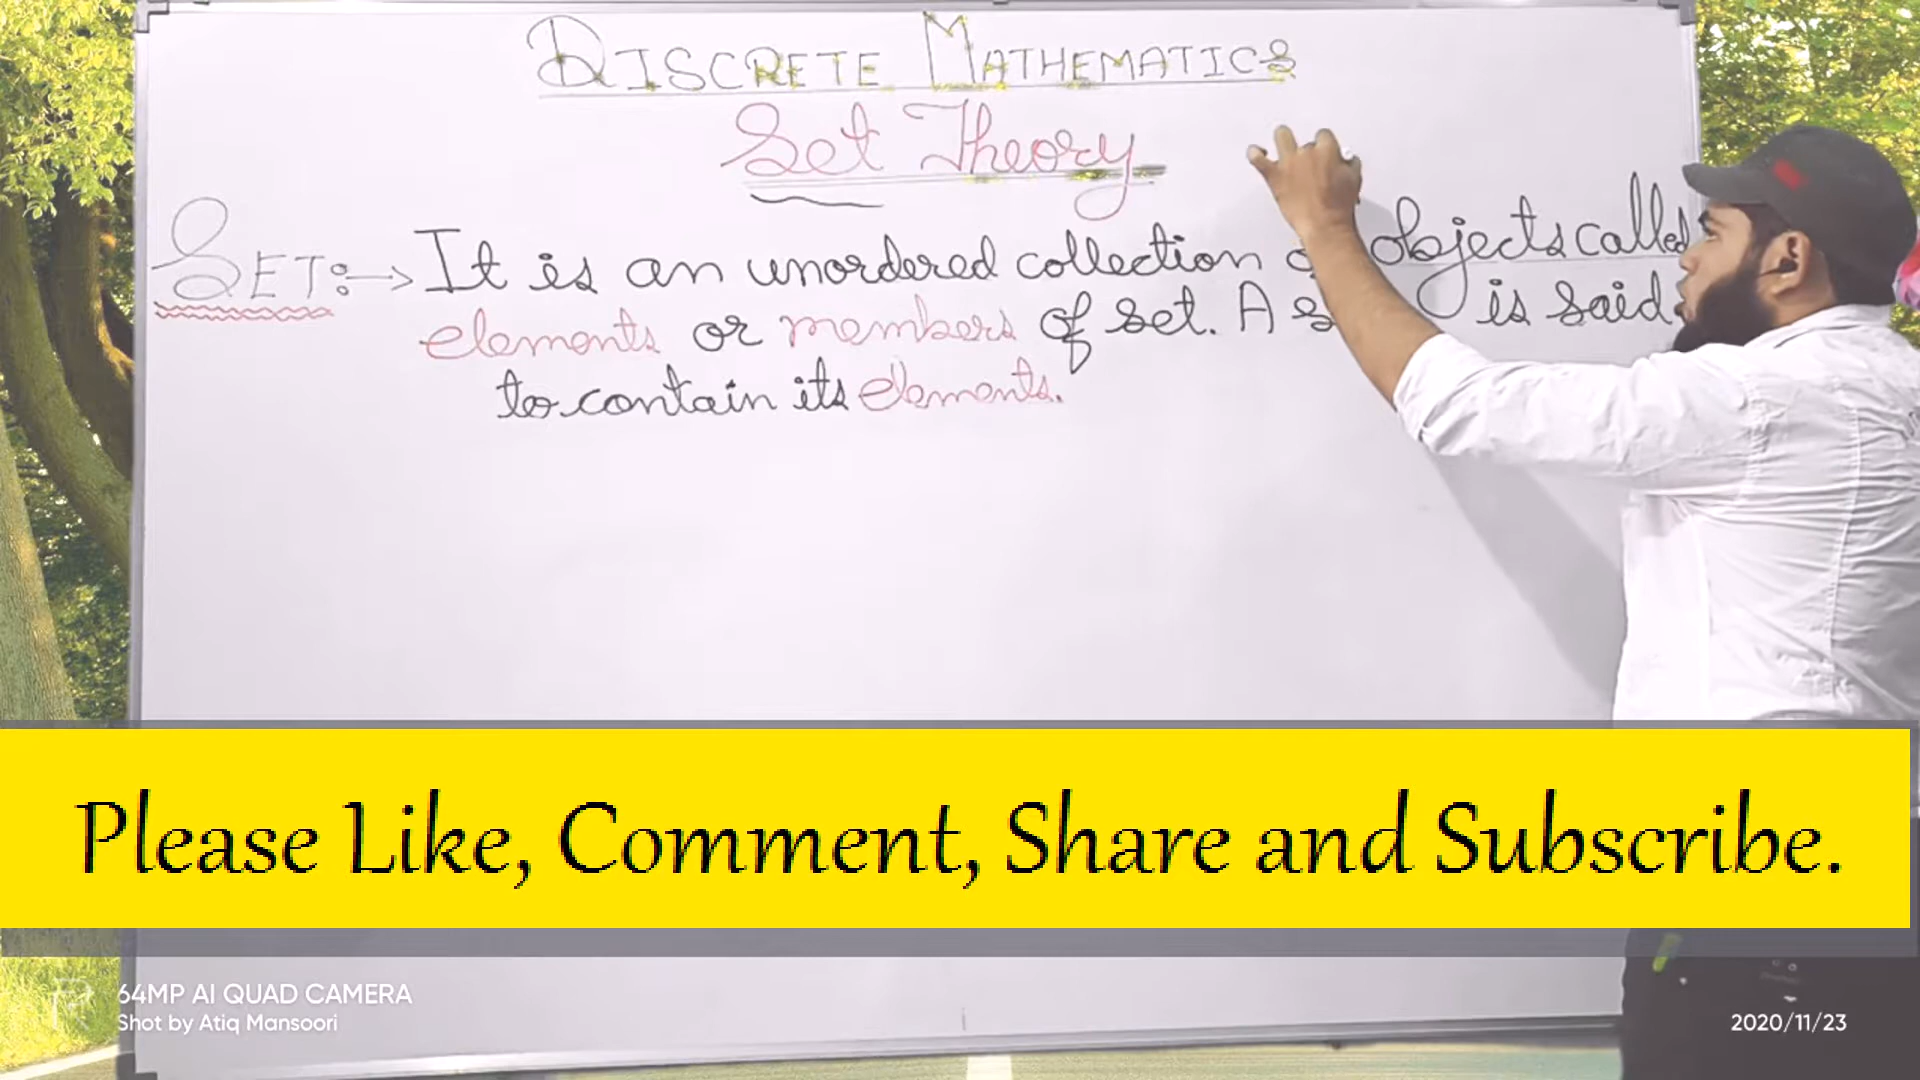 DISCRETE MATHEMATICS
Set Theory
SET:→ It is an unordered collection objects called
elements or members of set. A is said
to contain its elements.
Please Like, Comment, Share and Subscribe.
64MP AI QUAD CAMERA
Shot by Atiq Mansoori
2020/11/23